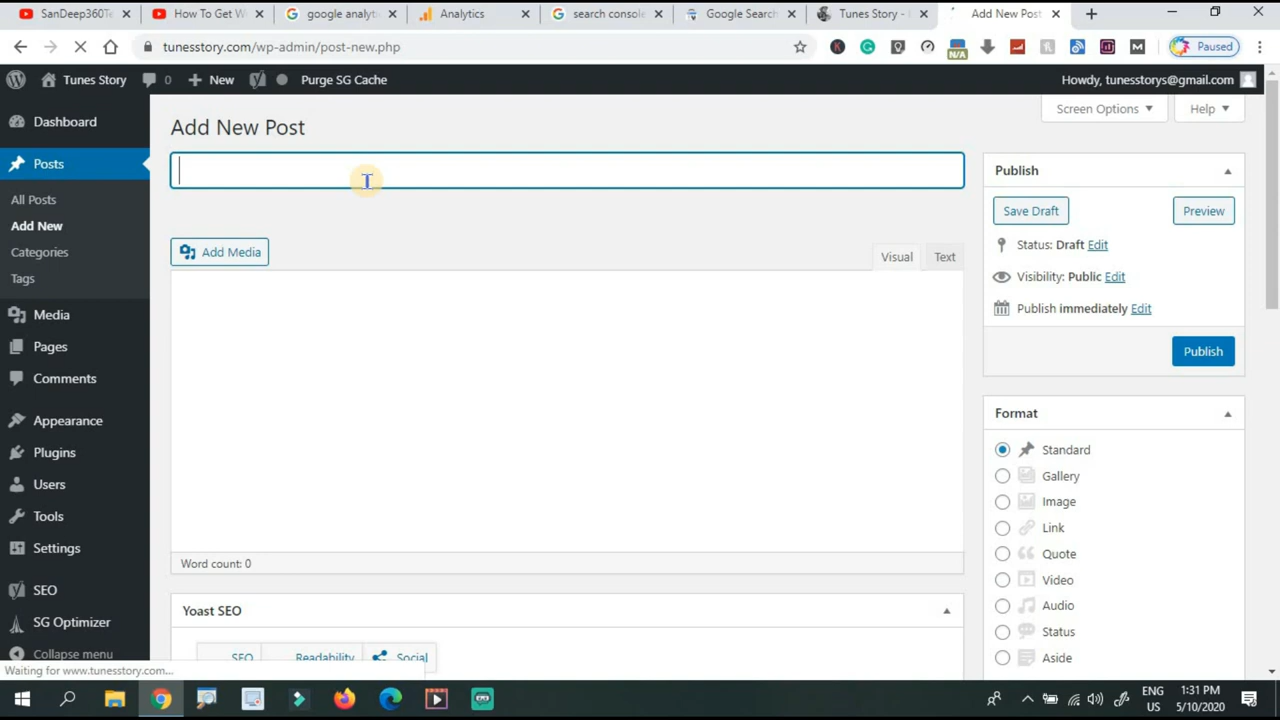 SanDeep360Te
How To Get W
google analyti
Analytics
search console
Google Search
Tunes Story -
Add New Post
tunesstory.com/wp-admin/post-new.php
N/A
Paused
Tunes Story
0
New
Purge SG Cache
Howdy, tunesstorys@gmail.com
Screen Options
Help
Dashboard
Posts
All Posts
Add New
Categories
Tags
Media
Pages
Comments
Appearance
Plugins
Users
Tools
Settings
SEO
SG Optimizer
Collapse menu
Add New Post
Add Media
Visual
Text
Word count: 0
Yoast SEO
SEO
Readability
Social
Publish
Save Draft
Preview
Status: Draft Edit
Visibility: Public Edit
Publish immediately Edit
Publish
Format
Standard
Gallery
Image
Link
Quote
Video
Audio
Status
Aside
Waiting for www.tunesstory.com...
ENG
US
1:31 PM
5/10/2020